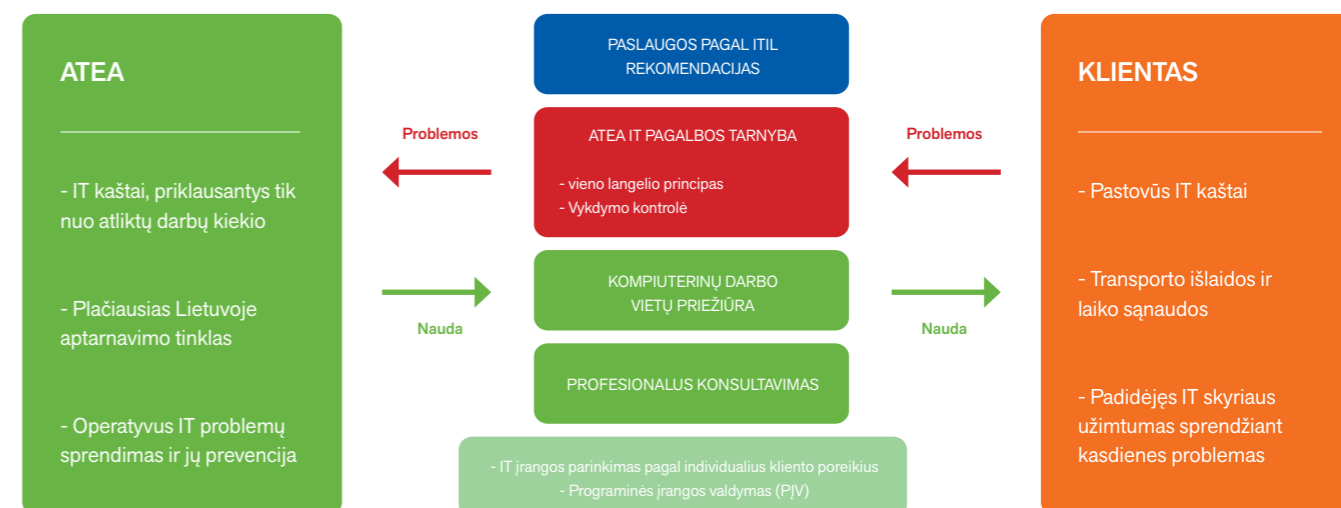 ATEA
- IT kaštai, priklausantys tik
nuo atliktų darbų kiekio
- Plačiausias Lietuvoje
aptarnavimo tinklas
- Operatyvus IT problemų
sprendimas ir jų prevencija
Problemos
Nauda
PASLAUGOS PAGAL ITIL
REKOMENDACIJAS
ATEA IT PAGALBOS TARNYBA
- vieno langelio principas
- Vykdymo kontrolė
KOMPIUTERINŲ DARBO
VIETŲ PRIEŽIŪRA
PROFESIONALUS KONSULTAVIMAS
- IT įrangos parinkimas pagal individualius kliento poreikius
- Programinės įrangos valdymas (PĮV)
Problemos
Nauda
KLIENTAS
- Pastovūs IT kaštai
- Transporto išlaidos ir
laiko sąnaudos
- Padidėjęs IT skyriaus
užimtumas sprendžiant
kasdienes problemas